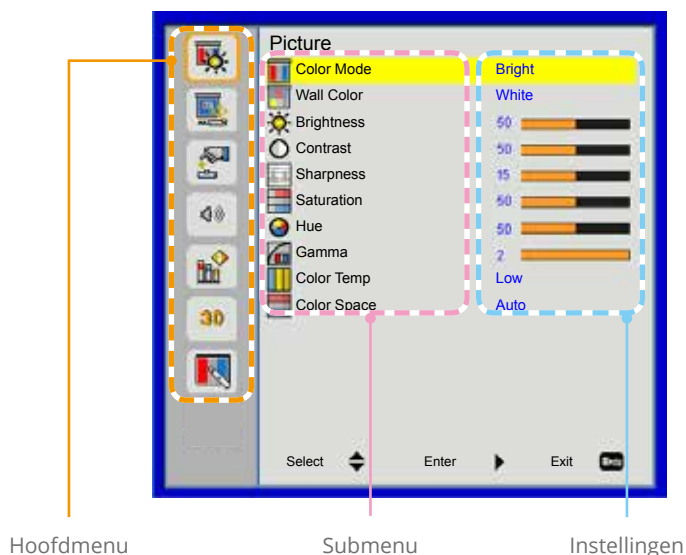 Picture
Color Mode Bright
Wall Color White
Brightness 50
Contrast 50
Sharpness 15
Saturation 50
Hue 50
Gamma 2
Color Temp Low
Color Space Auto
3D
Select Enter Exit
Hoofdmenu Submenu Instellingen